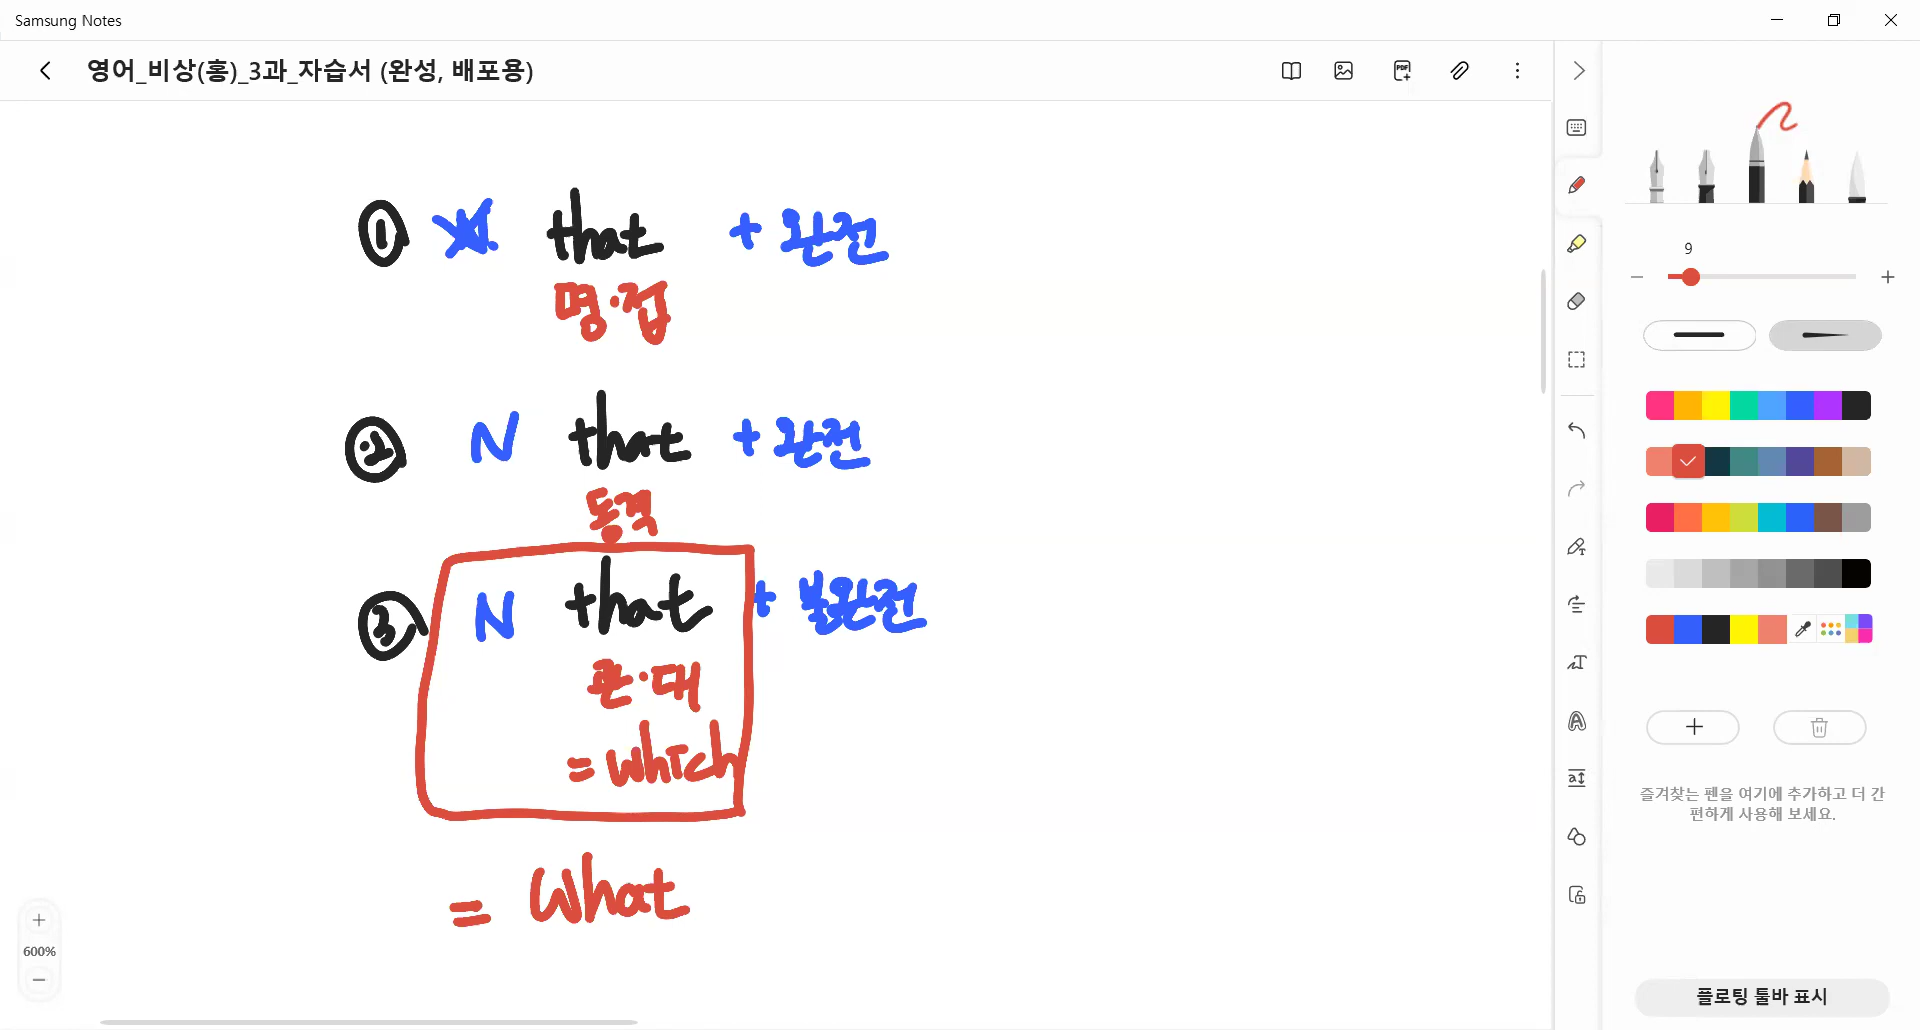 Samsung Notes
영어_비상(홍)_3과_자습서 (완성, 배포용)
PDF
① that + 완전
명·접
② N that + 완전
동격
③ N that + 불완전
관·대
= which
= What
9
즐겨찾는 펜을 여기에 추가하고 더 간
편하게 사용해 보세요.
플로팅 툴바 표시
600%